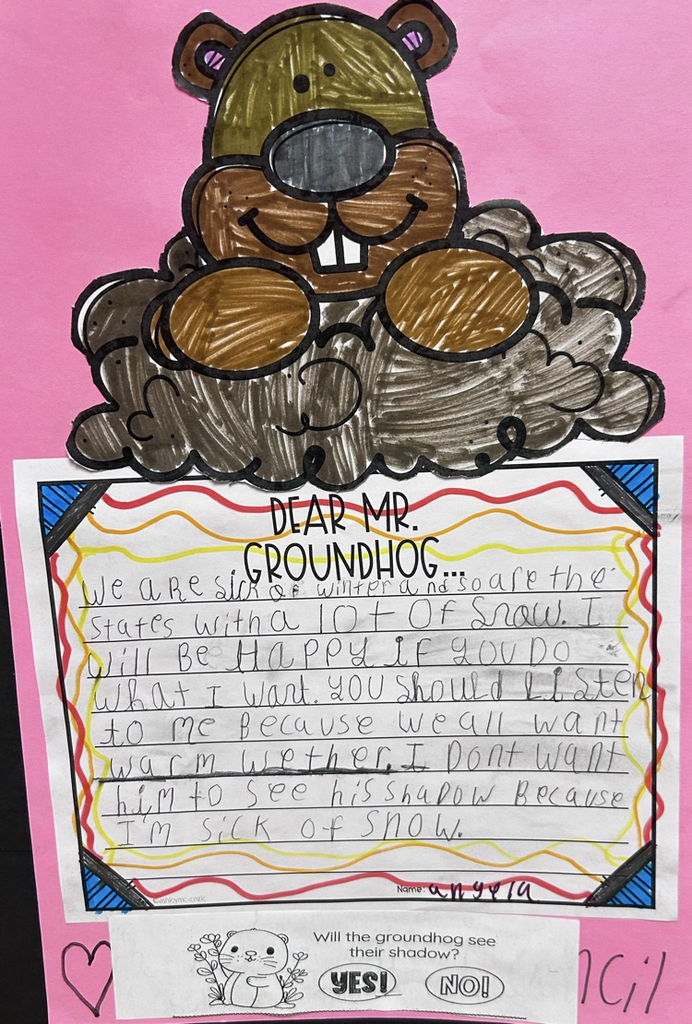 DEAR MR.
GROUNDHOG...
We are sick of winter and so are the
states with a lot of snow. I
will Be HAPPy if you Do
what I want. you should listen
to me Because we all want
warm wether. I Dont want
him to see his shadow Because
I'm sick of snow.
Name: angela
Will the groundhog see
their shadow?
YES! NO!